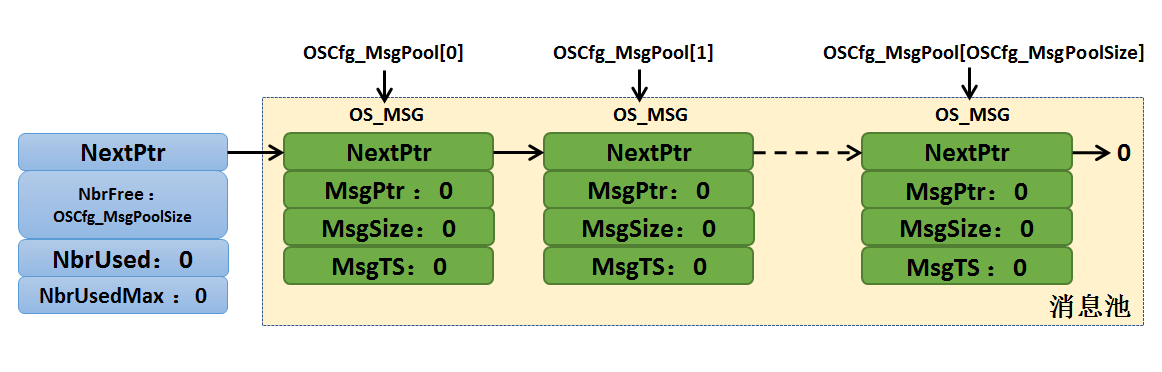 OSCfg_MsgPool[0]
OSCfg_MsgPool[1]
OSCfg_MsgPool[OSCfg_MsgPoolSize]
OS_MSG
OS_MSG
OS_MSG
NextPtr
NextPtr
NextPtr
NextPtr
0
NbrFree：
OSCfg_MsgPoolSize
MsgPtr：0
MsgPtr：0
MsgPtr：0
MsgSize：0
MsgSize：0
MsgSize：0
NbrUsed：0
MsgTS：0
MsgTS：0
MsgTS：0
NbrUsedMax：0
消息池